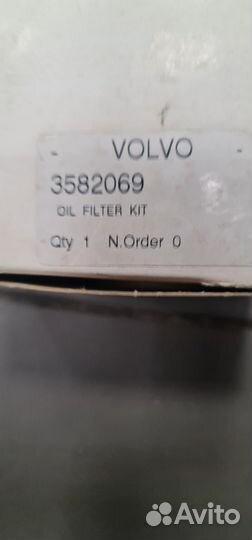 - VOLVO -
3582069
OIL FILTER KIT
Qty 1 N.Order 0
Avito